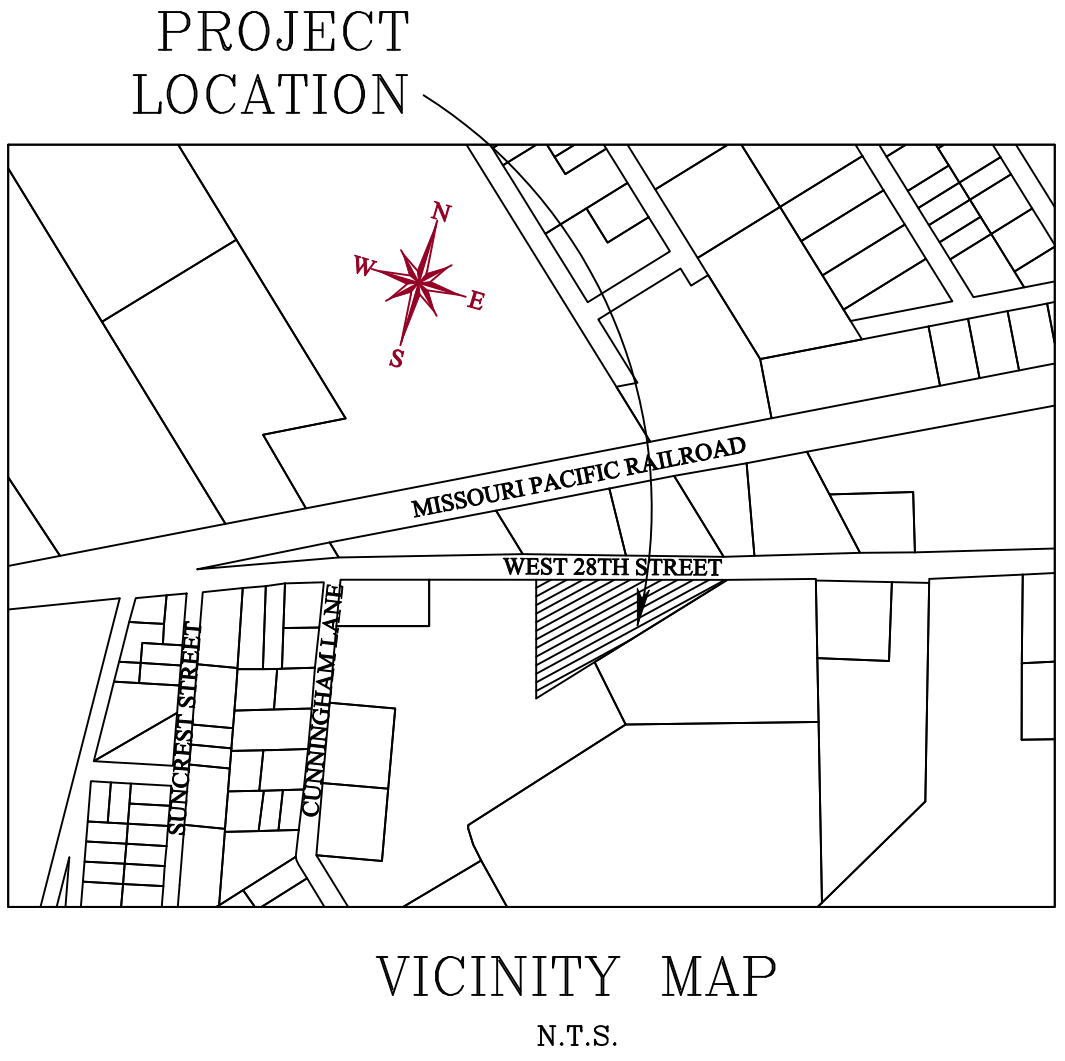 PROJECT
LOCATION
N
W
E
S
MISSOURI PACIFIC RAILROAD
WEST 28TH STREET
SUNCREST STREET
CUNNINGHAM LANE
VICINITY MAP
N.T.S.